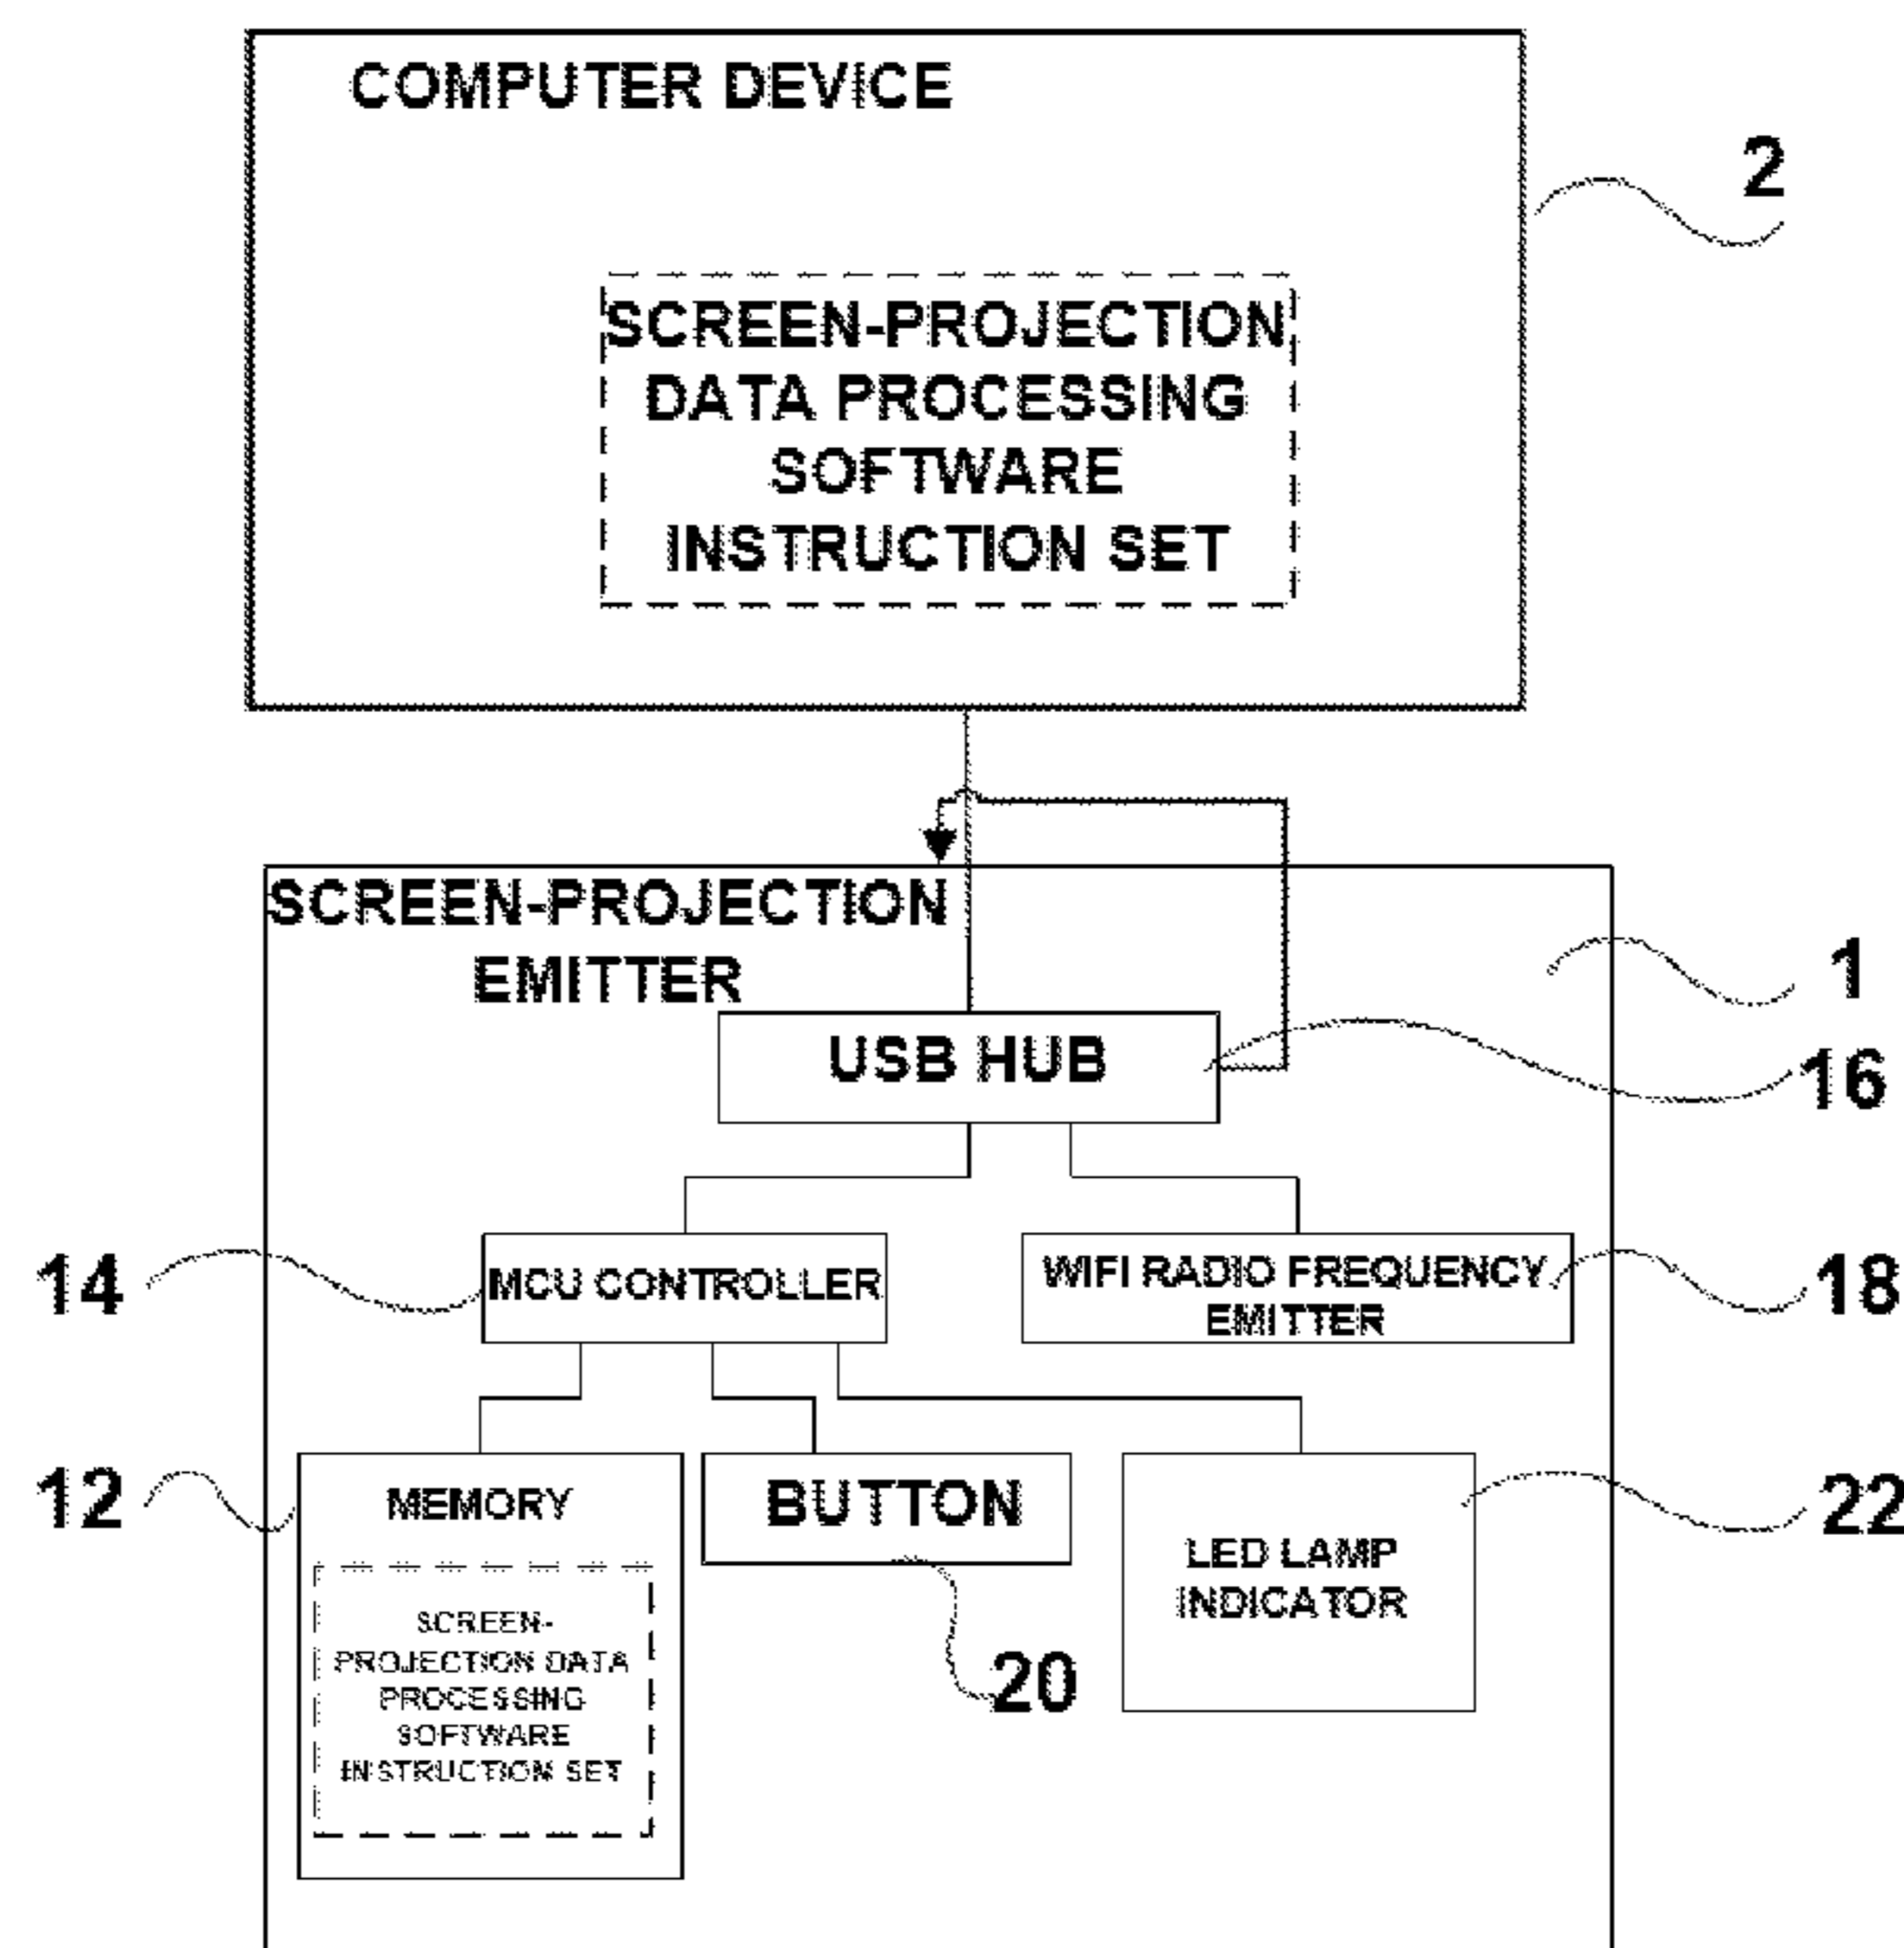 COMPUTER DEVICE
2
SCREEN-PROJECTION
DATA PROCESSING
SOFTWARE
INSTRUCTION SET
SCREEN-PROJECTION
EMITTER
1
USB HUB
16
14
MCU CONTROLLER
WIFI RADIO FREQUENCY
EMITTER
18
12
MEMORY
BUTTON
22
LED LAMP
INDICATOR
SCREEN-
PROJECTION DATA
PROCESSING
SOFTWARE
INSTRUCTION SET
20